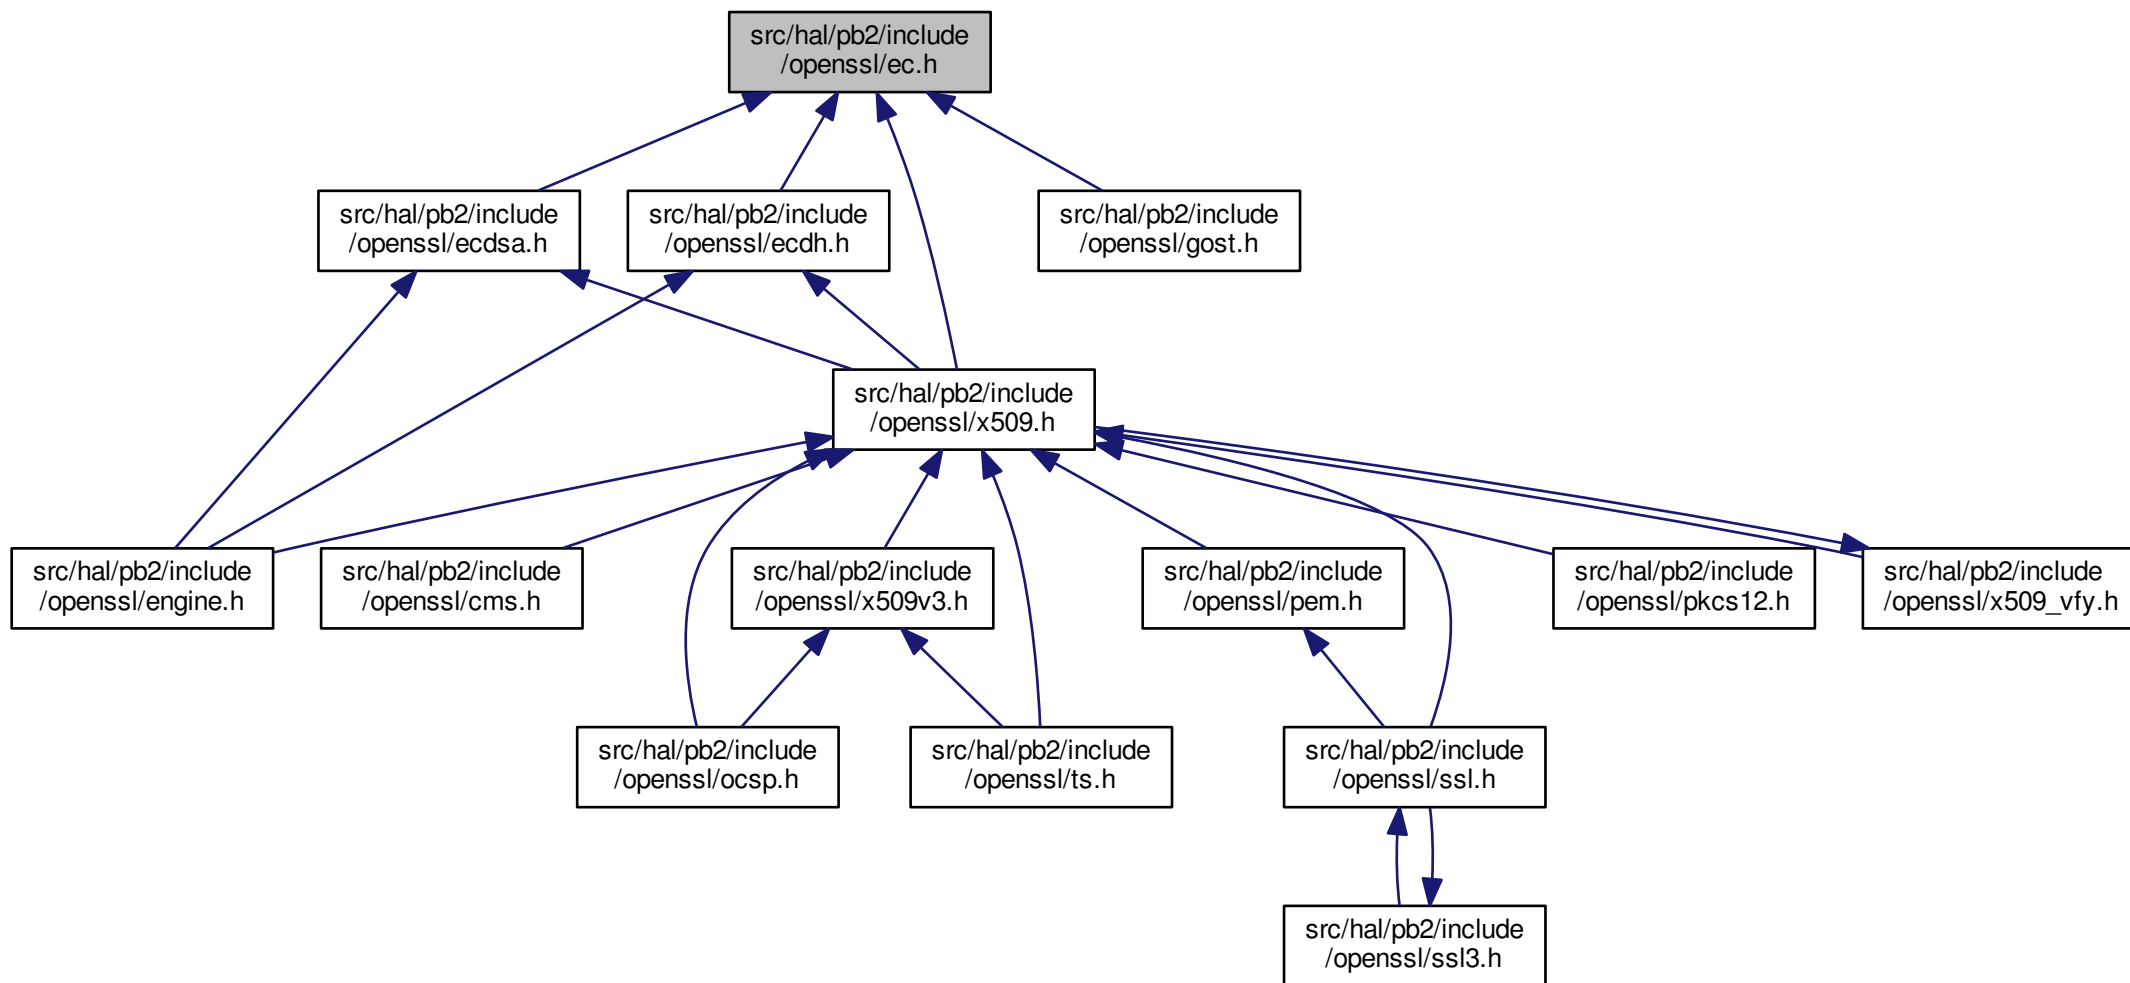 src/hal/pb2/include
/openssl/ec.h
src/hal/pb2/include
/openssl/ecdsa.h
src/hal/pb2/include
/openssl/ecdh.h
src/hal/pb2/include
/openssl/gost.h
src/hal/pb2/include
/openssl/x509.h
src/hal/pb2/include
/openssl/engine.h
src/hal/pb2/include
/openssl/cms.h
src/hal/pb2/include
/openssl/x509v3.h
src/hal/pb2/include
/openssl/pem.h
src/hal/pb2/include
/openssl/pkcs12.h
src/hal/pb2/include
/openssl/x509_vfy.h
src/hal/pb2/include
/openssl/ocsp.h
src/hal/pb2/include
/openssl/ts.h
src/hal/pb2/include
/openssl/ssl.h
src/hal/pb2/include
/openssl/ssl3.h